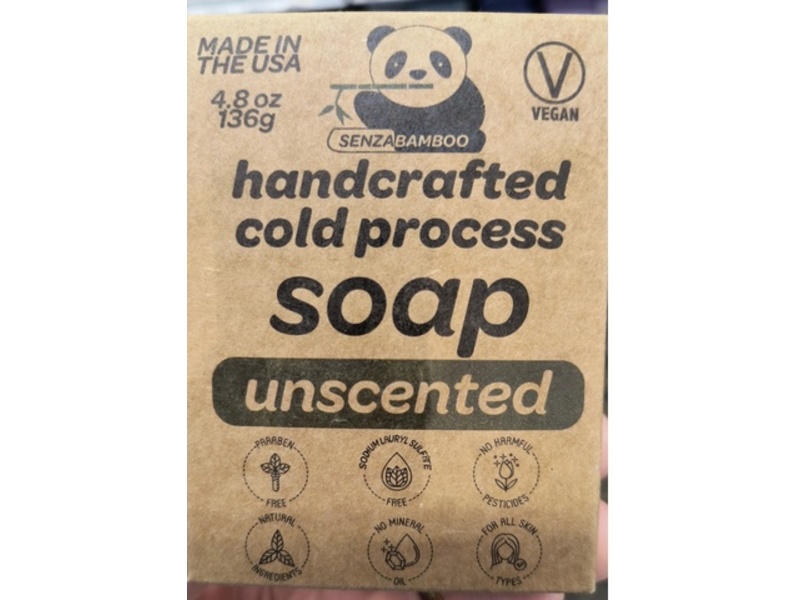 MADE IN
THE USA
4.8 oz
136g
SENZABAMBOO
V
VEGAN
handcrafted
cold process
soap
unscented
PARABEN
FREE
SODIUM LAURYL SULFITE
FREE
NO HARMFUL
PESTICIDES
NATURAL
INGREDIENTS
NO MINERAL
OIL
FOR ALL SKIN
TYPES